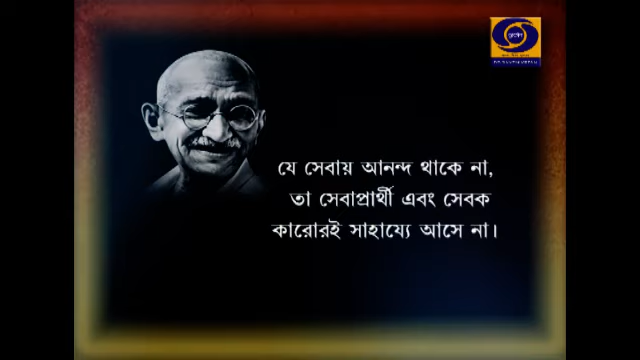 যে সেবায় আনন্দ থাকে না,
তা সেবাপ্রার্থী এবং সেবক
কারোরই সাহায্যে আসে না।